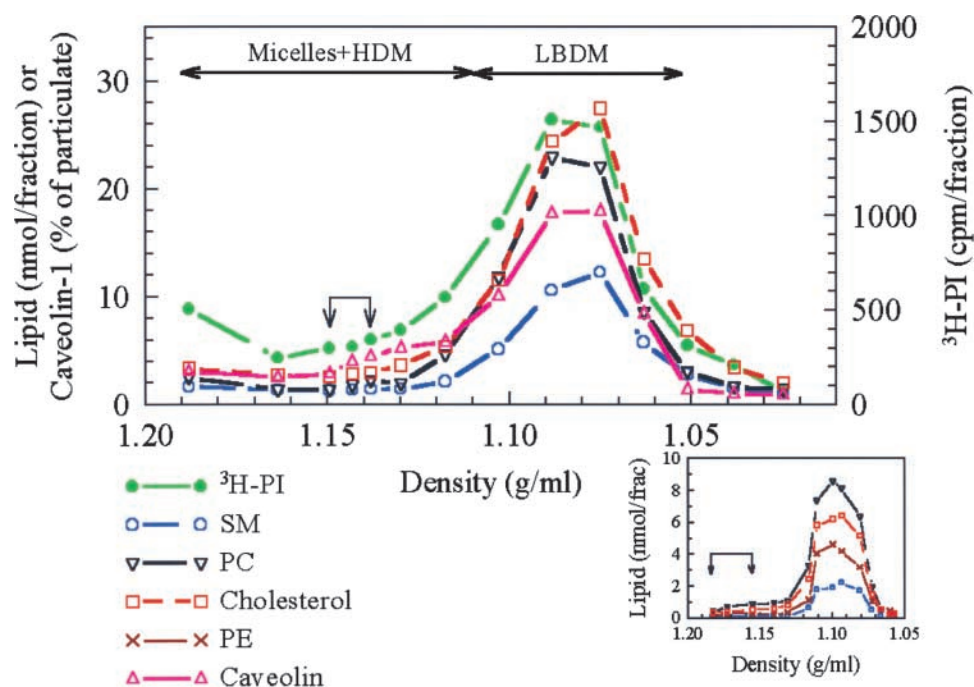 Lipid (nmol/fraction) or
Caveolin-1 (% of particulate)
30
20
10
0
Micelles+HDM
LBDM
2000
1500
1000
500
0
³H-PI (cpm/fraction)
1.20
1.15
1.10
1.05
Density (g/ml)
³H-PI
SM
PC
Cholesterol
PE
Caveolin
Lipid (nmol/frac)
10
8
6
4
2
0
1.20
1.15
1.10
1.05
Density (g/ml)